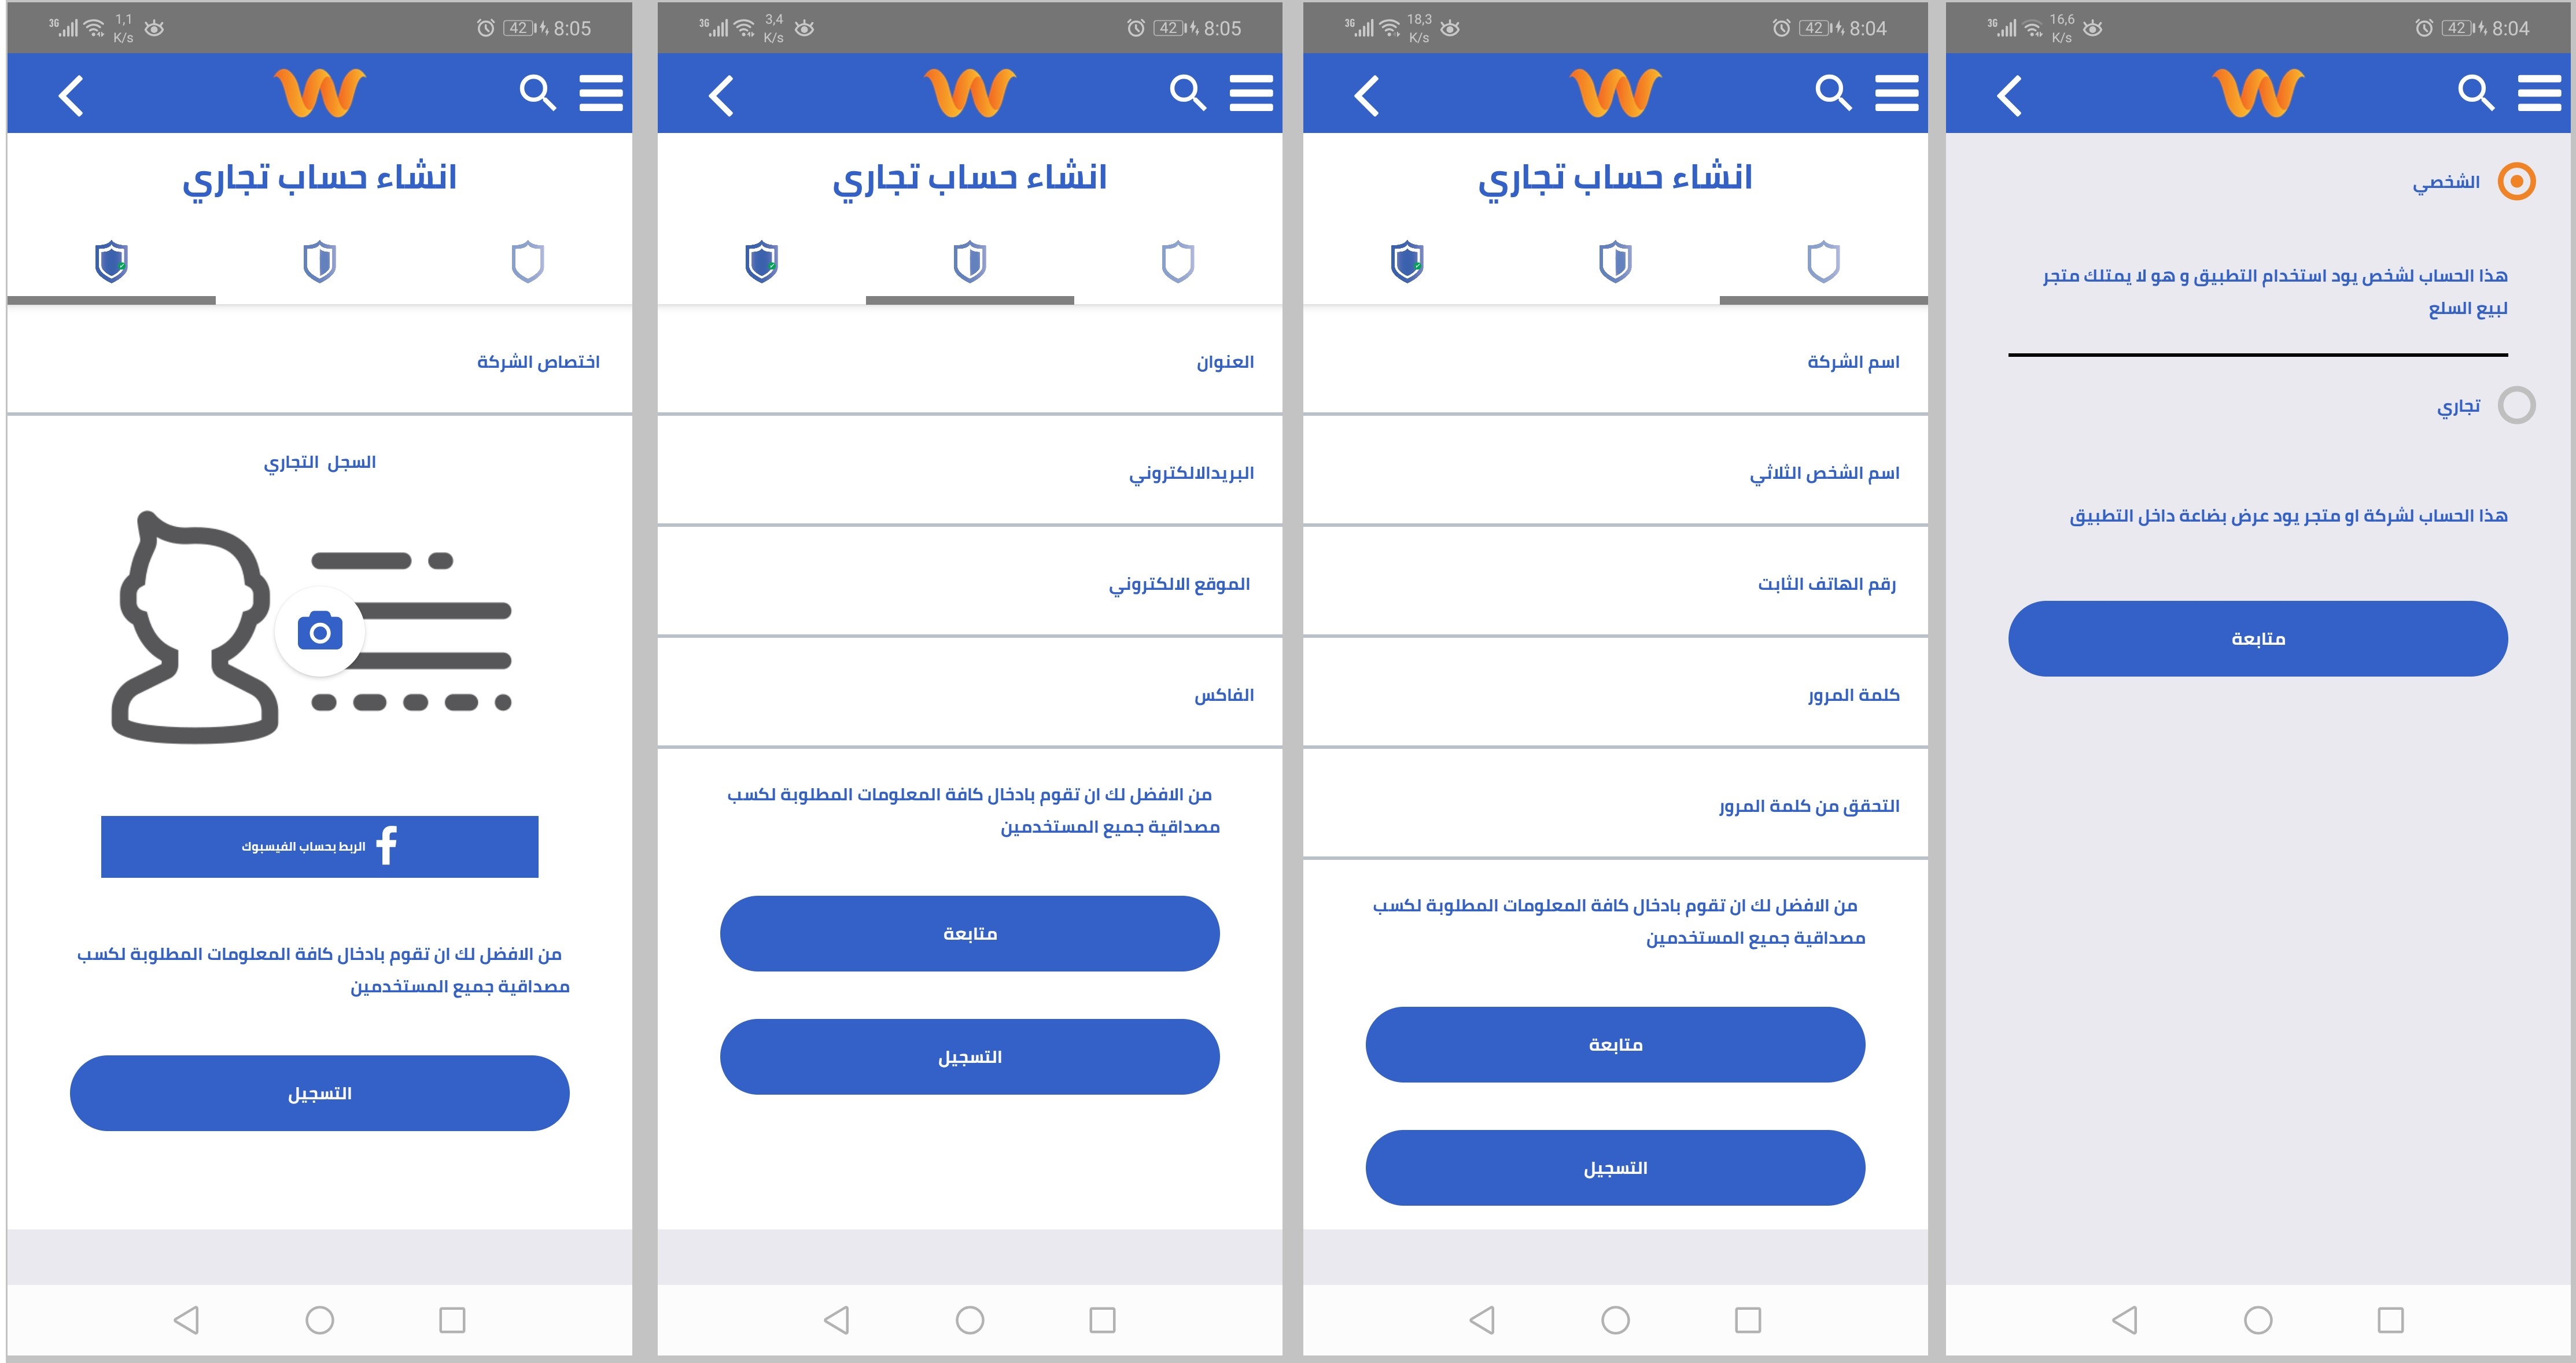 3G 16,6 K/s 42 8:04
الشخصي
هذا الحساب لشخص يود استخدام التطبيق و هو لا يمتلك متجر
لبيع السلع
تجاري
هذا الحساب لشركة او متجر يود عرض بضاعة داخل التطبيق
متابعة
3G 18,3 K/s 42 8:04
انشاء حساب تجاري
اسم الشركة
اسم الشخص الثلاثي
رقم الهاتف الثابت
كلمة المرور
التحقق من كلمة المرور
من الافضل لك ان تقوم بادخال كافة المعلومات المطلوبة لكسب
مصداقية جميع المستخدمين
متابعة
التسجيل
3G 3,4 K/s 42 8:05
انشاء حساب تجاري
العنوان
البريدالالكتروني
الموقع الالكتروني
الفاكس
من الافضل لك ان تقوم بادخال كافة المعلومات المطلوبة لكسب
مصداقية جميع المستخدمين
متابعة
التسجيل
3G 1,1 K/s 42 8:05
انشاء حساب تجاري
اختصاص الشركة
السجل التجاري
الربط بحساب الفيسبوك
من الافضل لك ان تقوم بادخال كافة المعلومات المطلوبة لكسب
مصداقية جميع المستخدمين
التسجيل